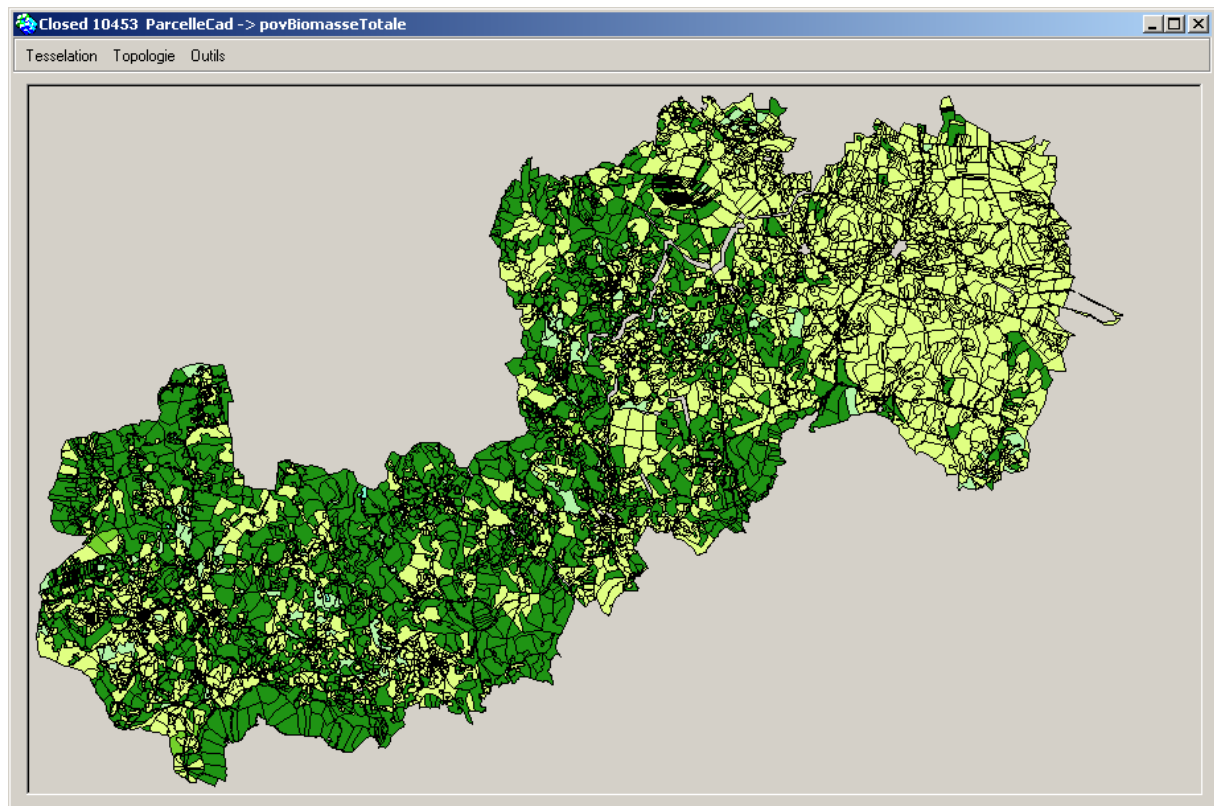 Closed 10453 ParcelleCad -> povBiomasseTotale
Tesselation Topologie Outils